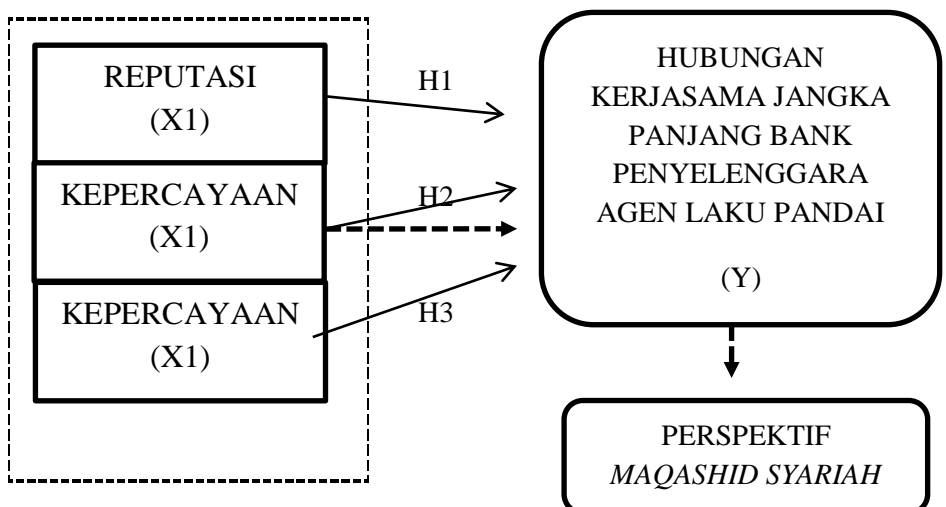 REPUTASI
(X1)
H1
KEPERCAYAAN
(X1)
H2
KEPERCAYAAN
(X1)
H3
HUBUNGAN
KERJASAMA JANGKA
PANJANG BANK
PENYELENGGARA
AGEN LAKU PANDAI
(Y)
PERSPEKTIF
MAQASHID SYARIAH